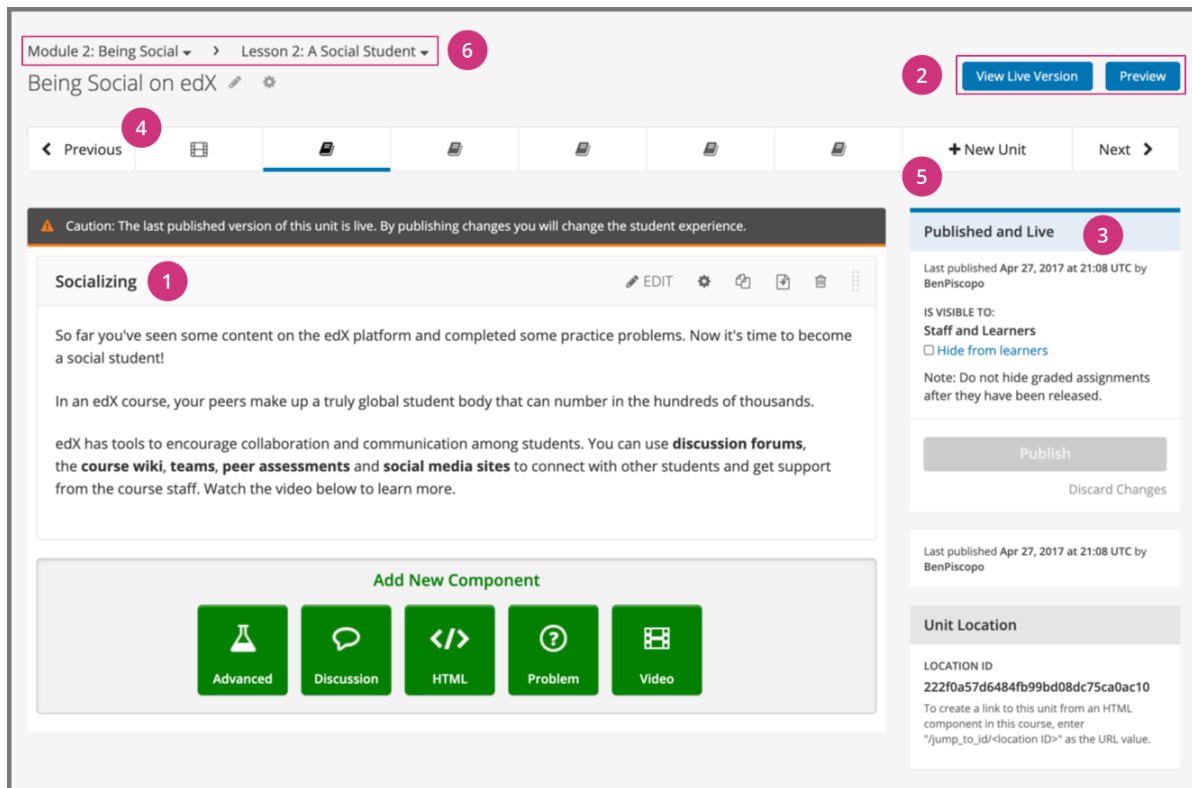 Module 2: Being Social > Lesson 2: A Social Student
6
Being Social on edX
2
View Live Version
Preview
4
Previous
+ New Unit
Next
5
Caution: The last published version of this unit is live. By publishing changes you will change the student experience.
Socializing
1
EDIT
So far you've seen some content on the edX platform and completed some practice problems. Now it's time to become
a social student!
In an edX course, your peers make up a truly global student body that can number in the hundreds of thousands.
edX has tools to encourage collaboration and communication among students. You can use discussion forums,
the course wiki, teams, peer assessments and social media sites to connect with other students and get support
from the course staff. Watch the video below to learn more.
Add New Component
Advanced
Discussion
</>
HTML
?
Problem
Video
Published and Live
3
Last published Apr 27, 2017 at 21:08 UTC by
BenPiscopo
IS VISIBLE TO:
Staff and Learners
Hide from learners
Note: Do not hide graded assignments
after they have been released.
Publish
Discard Changes
Last published Apr 27, 2017 at 21:08 UTC by
BenPiscopo
Unit Location
LOCATION ID
222f0a57d6484fb99bd08dc75ca0ac10
To create a link to this unit from an HTML
component in this course, enter
"/jump_to_id/<location ID>" as the URL value.